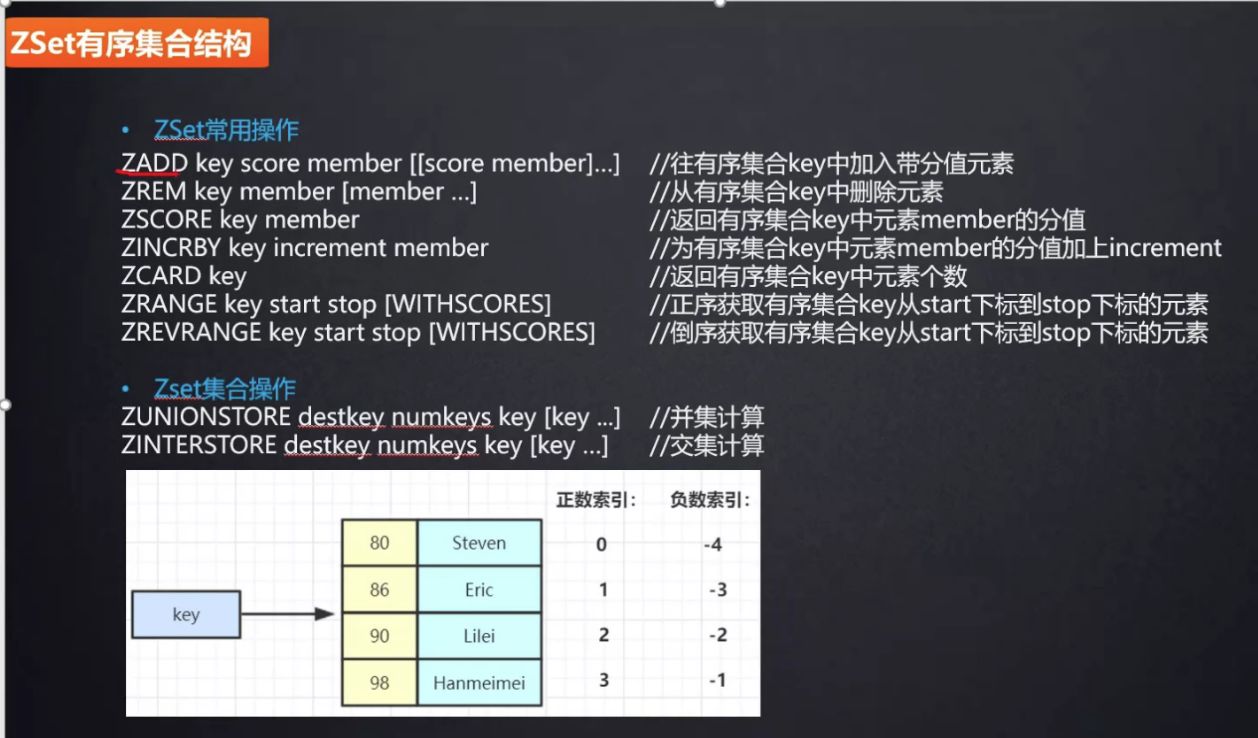 ZSet有序集合结构
• ZSet常用操作
ZADD key score member [[score member]...] //往有序集合key中加入带分值元素
ZREM key member [member ...] //从有序集合key中删除元素
ZSCORE key member //返回有序集合key中元素member的分值
ZINCRBY key increment member //为有序集合key中元素member的分值加上increment
ZCARD key //返回有序集合key中元素个数
ZRANGE key start stop [WITHSCORES] //正序获取有序集合key从start下标到stop下标的元素
ZREVRANGE key start stop [WITHSCORES] //倒序获取有序集合key从start下标到stop下标的元素
• Zset集合操作
ZUNIONSTORE destkey numkeys key [key ...] //并集计算
ZINTERSTORE destkey numkeys key [key ...] //交集计算
正数索引: 负数索引:
80 Steven 0 -4
86 Eric 1 -3
key
90 Lilei 2 -2
98 Hanmeimei 3 -1